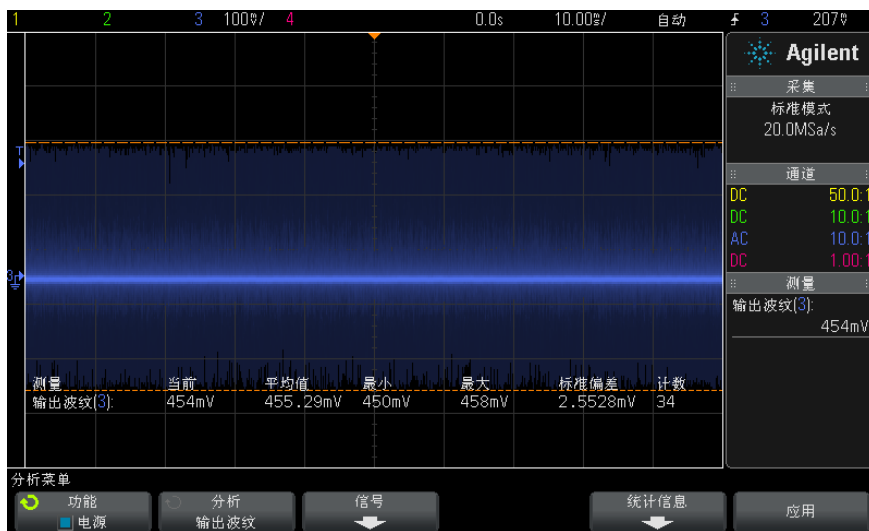 1 2 3 100mV/ 4 0.0s 10.00ms/ 自动 3 207mV
Agilent
采集
标准模式
20.0MSa/s
通道
DC 50.0:1
DC 10.0:1
AC 10.0:1
DC 1.00:1
测量
输出波纹(3):
454mV
T
3
测量 当前 平均值 最小 最大 标准偏差 计数
输出波纹(3): 454mV 455.29mV 450mV 458mV 2.5528mV 34
分析菜单
功能
电源
分析
输出波纹
信号
统计信息
应用